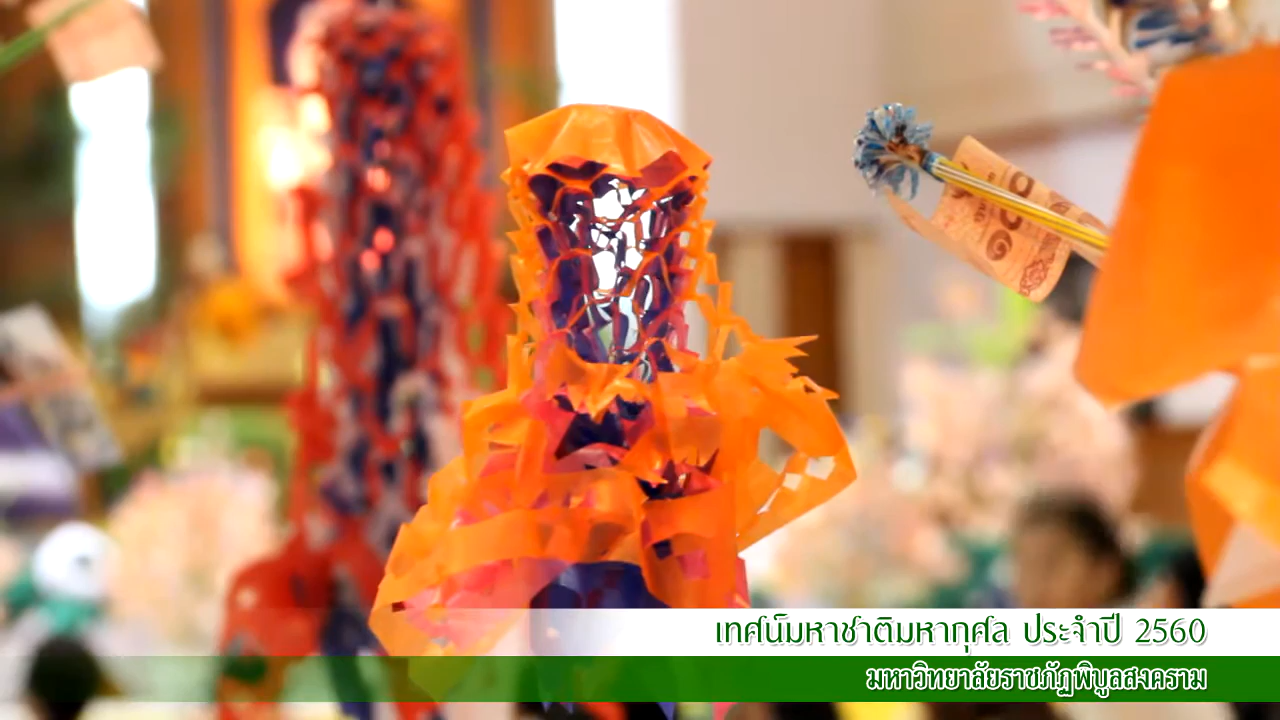 เทศน์มหาชาติมหากุศล ประจำปี 2560
มหาวิทยาลัยราชภัฏพิบูลสงคราม